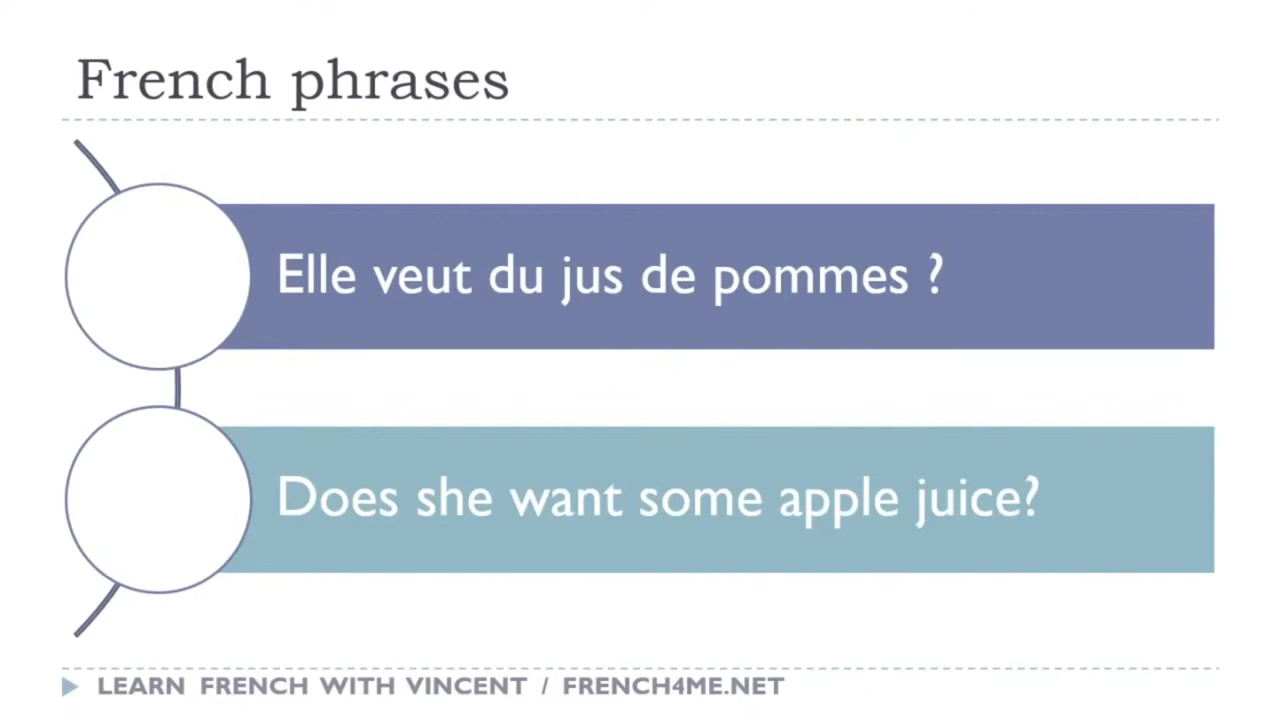 French phrases
Elle veut du jus de pommes ?
Does she want some apple juice?
LEARN FRENCH WITH VINCENT / FRENCH4ME.NET